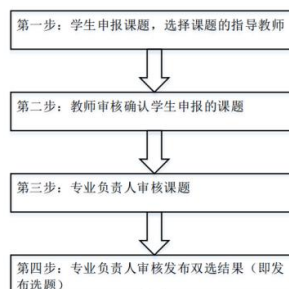 第一步：学生申报课题，选择课题的指导教师
第二步：教师审核确认学生申报的课题
第三步：专业负责人审核课题
第四步：专业负责人审核发布双选结果（即发
布选题）